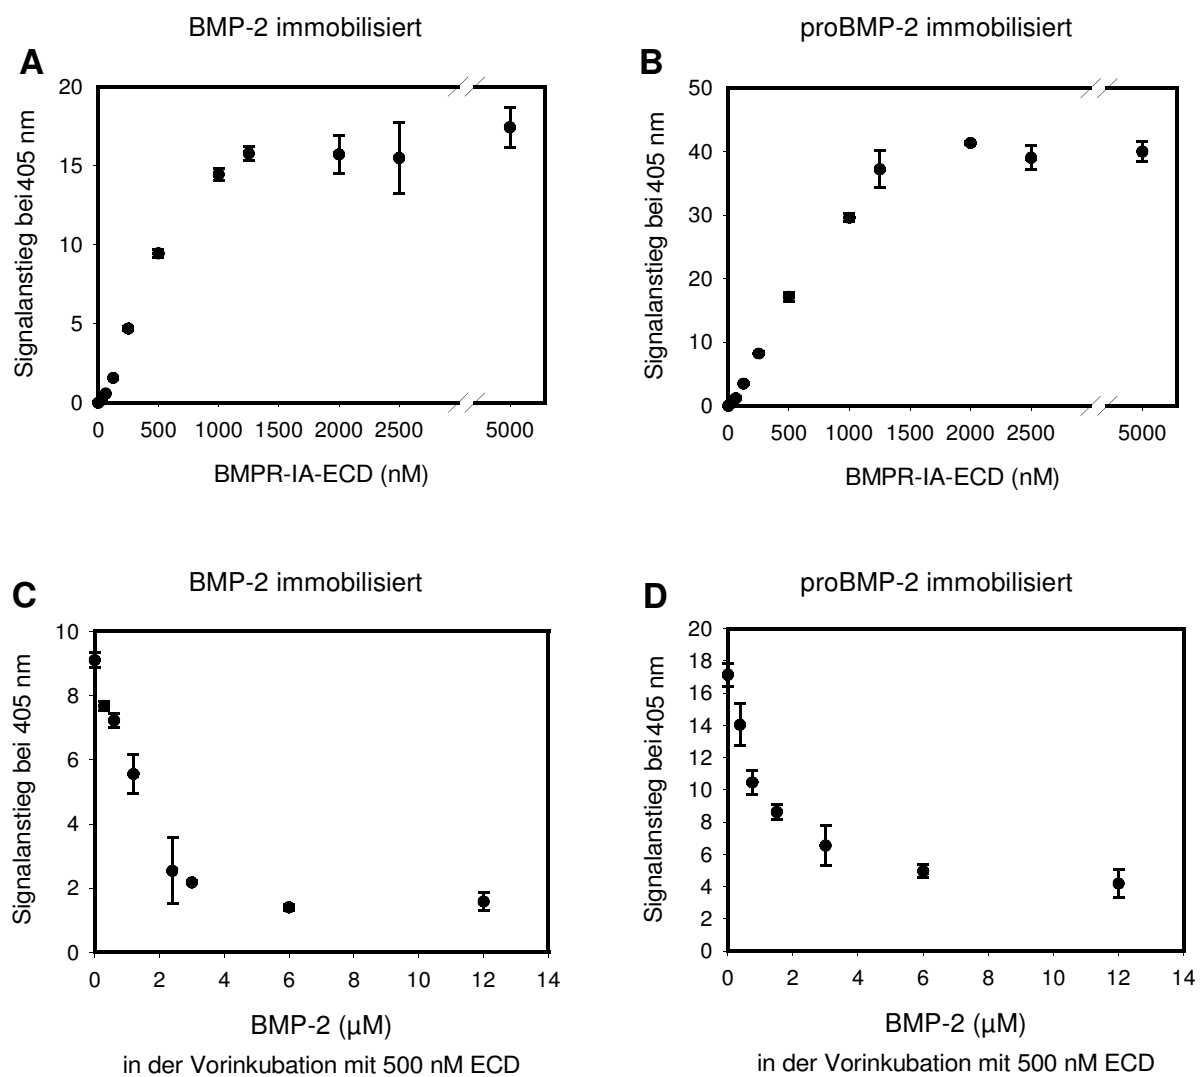 BMP-2 immobilisiert
A
Signalanstieg bei 405 nm
20
15
10
5
0
0 500 1000 1500 2000 2500 5000
BMPR-IA-ECD (nM)
proBMP-2 immobilisiert
B
Signalanstieg bei 405 nm
50
40
30
20
10
0
0 500 1000 1500 2000 2500 5000
BMPR-IA-ECD (nM)
BMP-2 immobilisiert
C
Signalanstieg bei 405 nm
10
8
6
4
2
0
0 2 4 6 8 10 12 14
BMP-2 (µM)
in der Vorinkubation mit 500 nM ECD
proBMP-2 immobilisiert
D
Signalanstieg bei 405 nm
20
18
16
14
12
10
8
6
4
2
0
0 2 4 6 8 10 12 14
BMP-2 (µM)
in der Vorinkubation mit 500 nM ECD